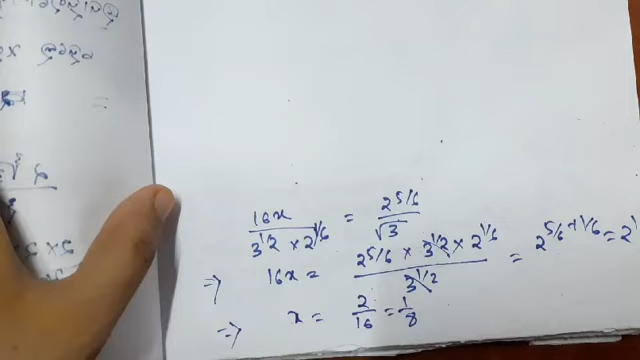 16x / (3^1/2 × 2^1/6) = 2^5/6 / √3
⇒ 16x = (2^5/6 × 3^1/2 × 2^1/6) / 3^1/2 = 2^5/6+1/6 = 2^1
⇒ x = 2/16 = 1/8